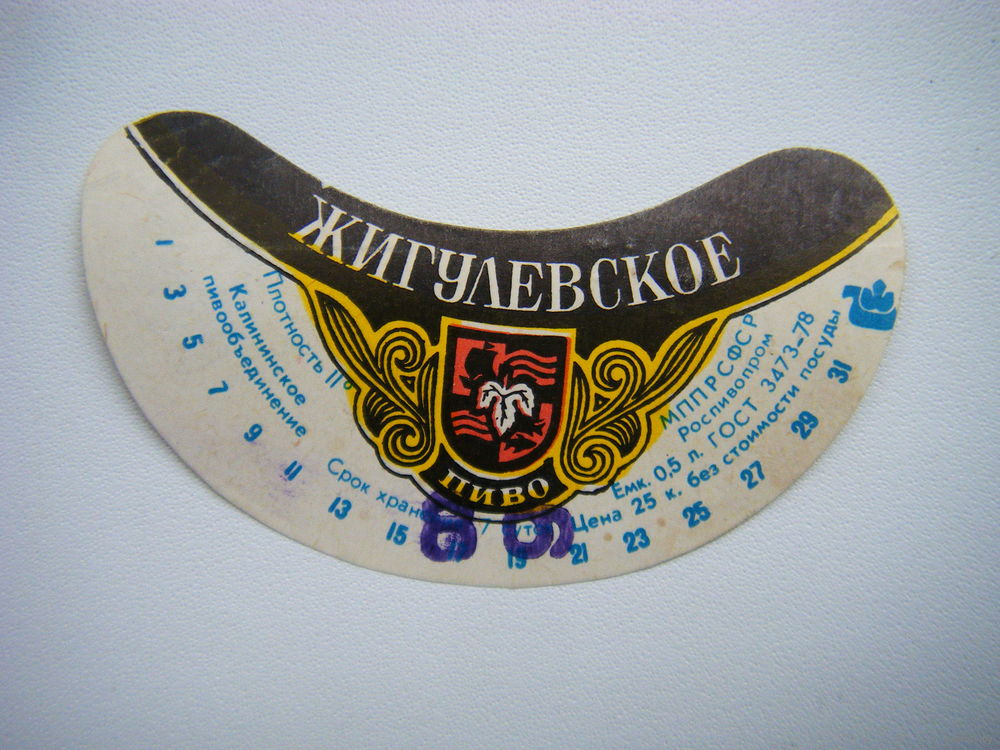 ЖИГУЛЕВСКОЕ
ПИВО
Плотность 11°
Калининское
пивообъединение
Срок
МППРСФСР
Роспивопром
Емк. 0,5 л. ГОСТ 3473-78
Цена 25 к. без стоимости посуды
1 3 5 7 9 11 13 15 17 19 21 23 25 27 29 31